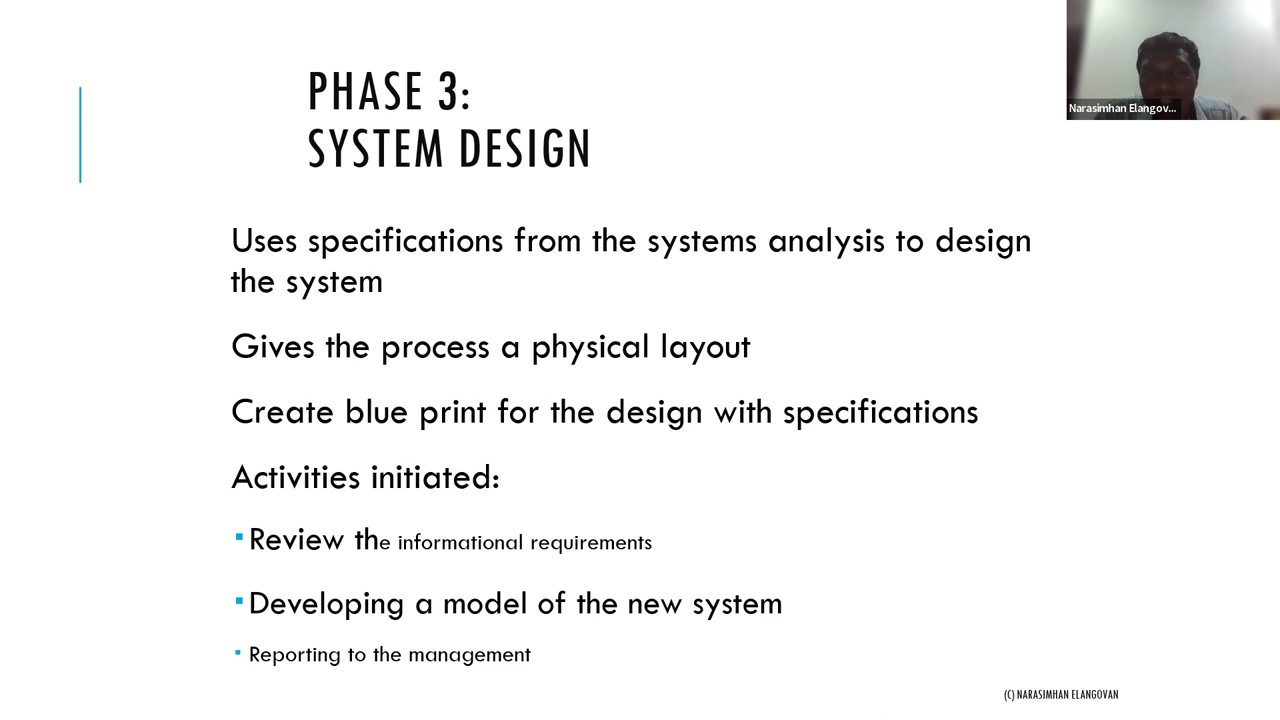 PHASE 3:
SYSTEM DESIGN
Narasimhan Elangov...
Uses specifications from the systems analysis to design
the system
Gives the process a physical layout
Create blue print for the design with specifications
Activities initiated:
▪ Review the informational requirements
▪ Developing a model of the new system
▪ Reporting to the management
(C) NARASIMHAN ELANGOVAN